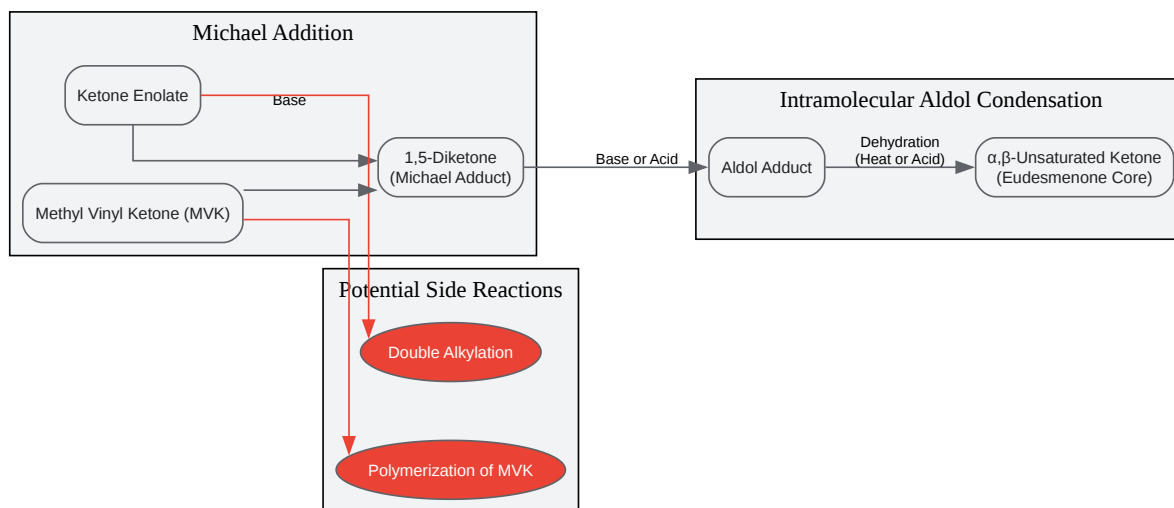 Michael Addition
Ketone Enolate
Base
1,5-Diketone
(Michael Adduct)
Methyl Vinyl Ketone (MVK)
Base or Acid
Intramolecular Aldol Condensation
Aldol Adduct
Dehydration
(Heat or Acid)
α,β-Unsaturated Ketone
(Eudesmenone Core)
Potential Side Reactions
Double Alkylation
Polymerization of MVK